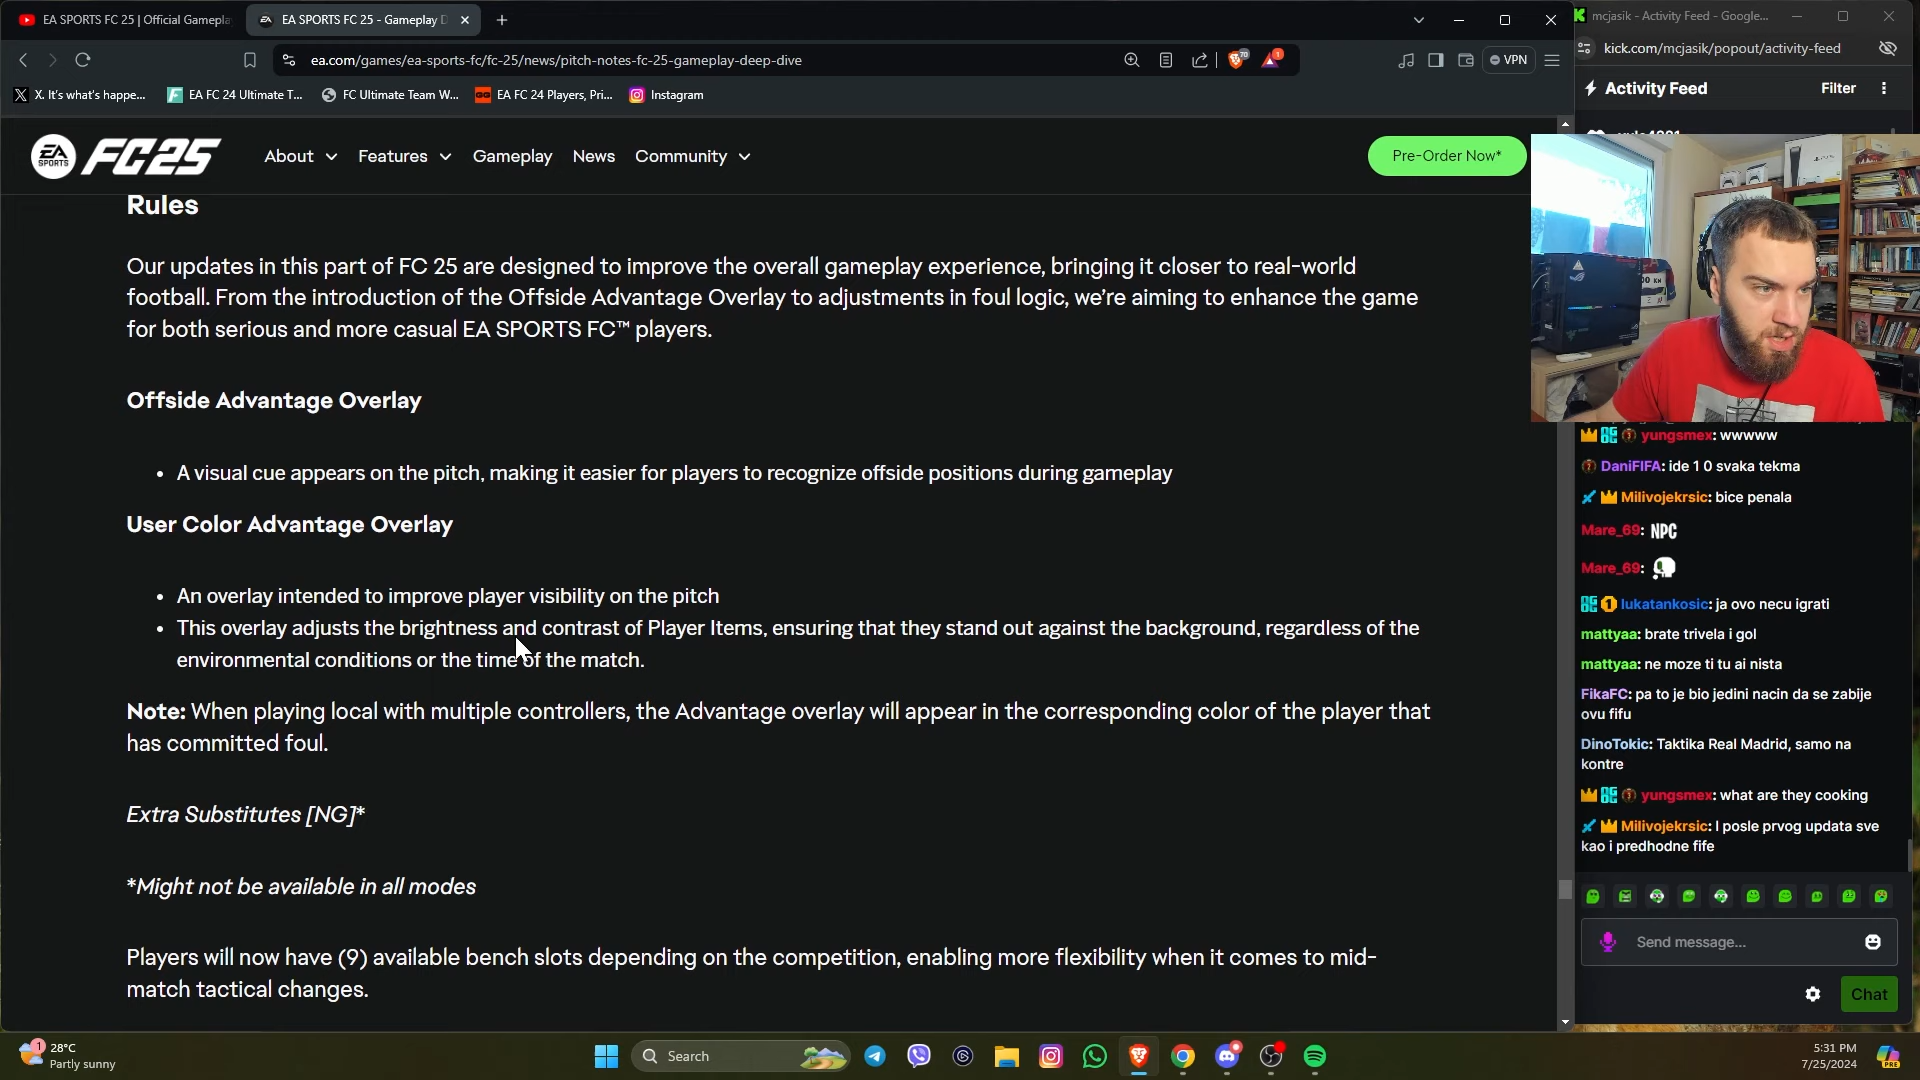 EA SPORTS FC 25 | Official Gamepla
EA SPORTS FC 25 - Gameplay D
mcjasik - Activity Feed - Google...
ea.com/games/ea-sports-fc/fc-25/news/pitch-notes-fc-25-gameplay-deep-dive
70
1
VPN
kick.com/mcjasik/popout/activity-feed
X. It's what's happe...
EA FC 24 Ultimate T...
FC Ultimate Team W...
EA FC 24 Players, Pri...
Instagram
Activity Feed
Filter
EA SPORTS
FC25
About
Features
Gameplay
News
Community
Pre-Order Now*
Rules
Our updates in this part of FC 25 are designed to improve the overall gameplay experience, bringing it closer to real-world
football. From the introduction of the Offside Advantage Overlay to adjustments in foul logic, we're aiming to enhance the game
for both serious and more casual EA SPORTS FC™ players.
Offside Advantage Overlay
• A visual cue appears on the pitch, making it easier for players to recognize offside positions during gameplay
User Color Advantage Overlay
• An overlay intended to improve player visibility on the pitch
• This overlay adjusts the brightness and contrast of Player Items, ensuring that they stand out against the background, regardless of the
environmental conditions or the time of the match.
Note: When playing local with multiple controllers, the Advantage overlay will appear in the corresponding color of the player that
has committed foul.
Extra Substitutes [NG]*
*Might not be available in all modes
Players will now have (9) available bench slots depending on the competition, enabling more flexibility when it comes to mid-
match tactical changes.
yungsmex: wwwww
DaniFIFA: ide 1 0 svaka tekma
Milivojekrsic: bice penala
Mare_69: NPC
Mare_69:
lukatankosic: ja ovo necu igrati
mattyaa: brate trivela i gol
mattyaa: ne moze ti tu ai nista
FikaFC: pa to je bio jedini nacin da se zabije
ovu fifu
DinoTokic: Taktika Real Madrid, samo na
kontre
yungsmex: what are they cooking
Milivojekrsic: I posle prvog updata sve
kao i predhodne fife
Send message...
Chat
1
28°C
Partly sunny
Search
5:31 PM
7/25/2024
PRE